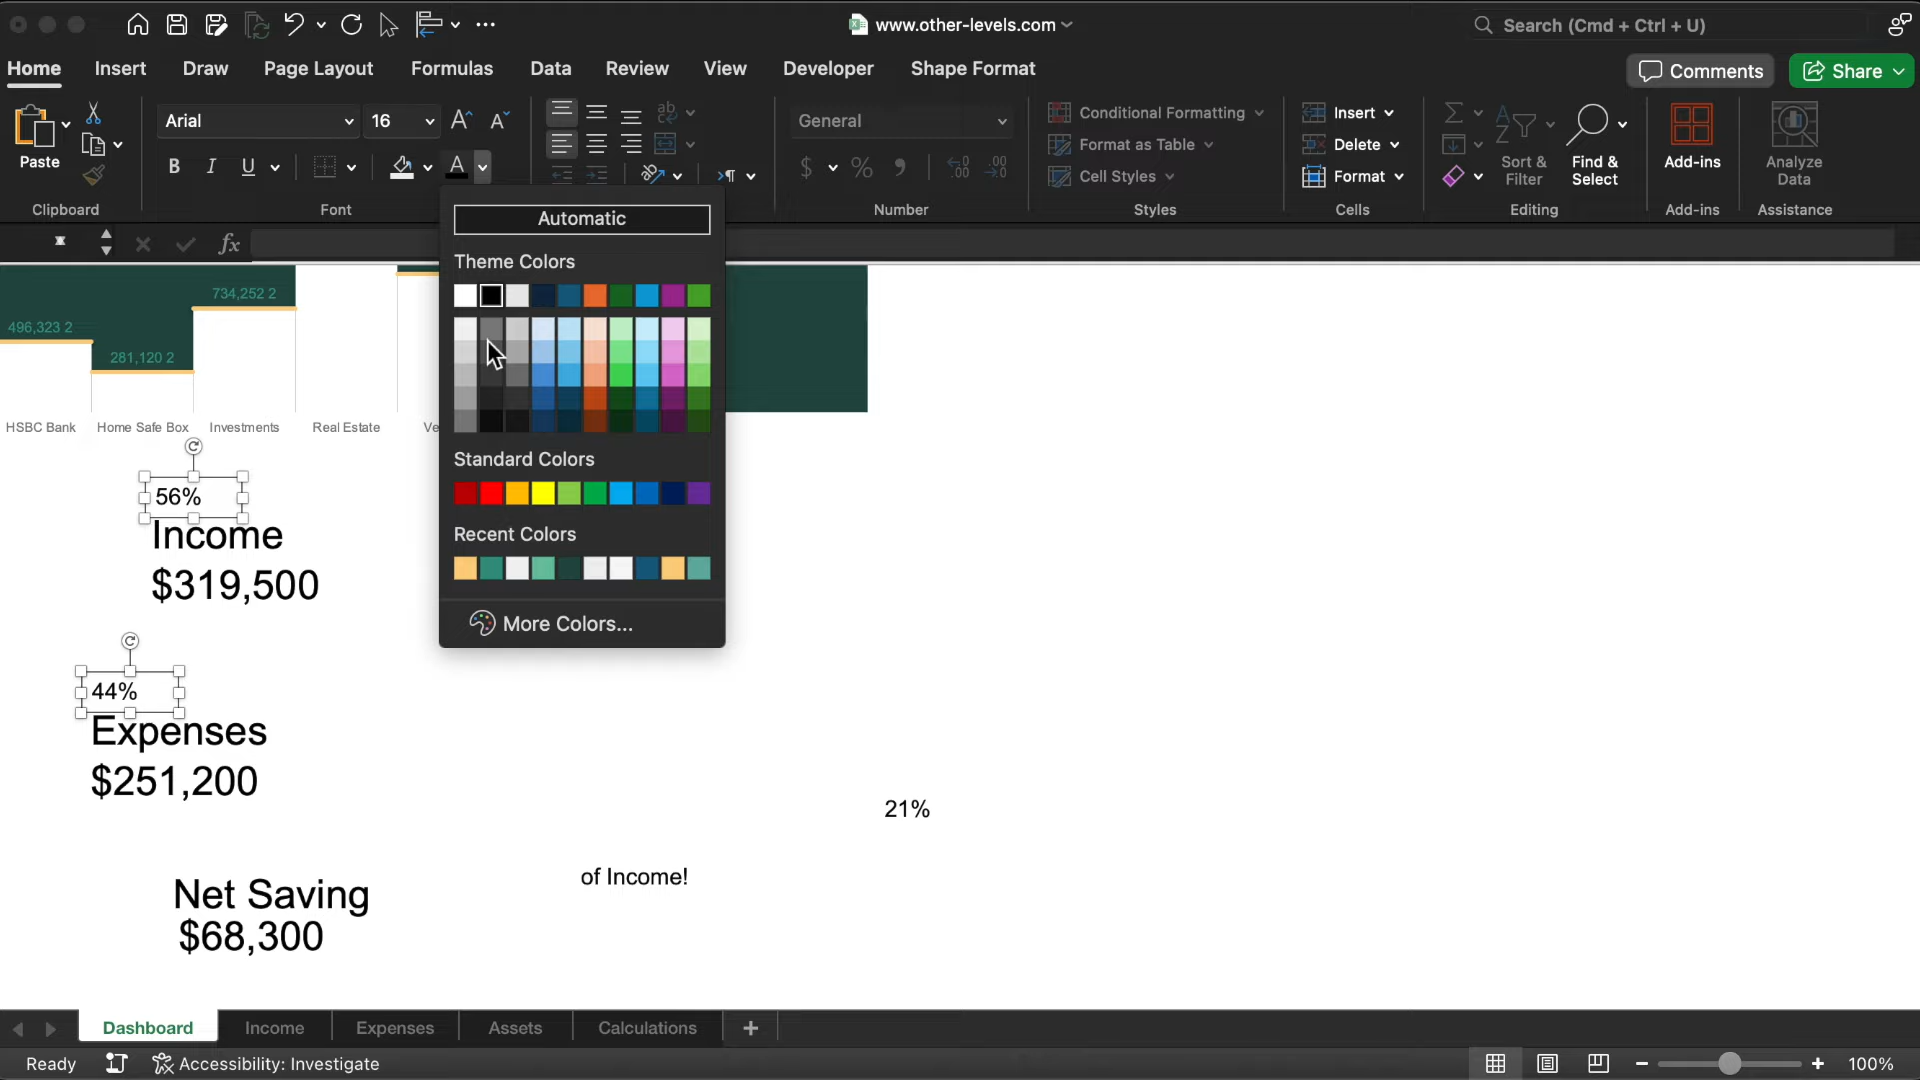 www.other-levels.com
Search (Cmd + Ctrl + U)
Home Insert Draw Page Layout Formulas Data Review View Developer Shape Format
Comments Share
Paste
Arial 16
General
Conditional Formatting
Format as Table
Cell Styles
Insert
Delete
Format
Sort & Filter
Find & Select
Add-ins
Analyze Data
B I U A
$ %
Clipboard Font Number Styles Cells Editing Add-ins Assistance
fx
Automatic
Theme Colors
Standard Colors
Recent Colors
More Colors...
734,252 2
496,323 2
281,120 2
HSBC Bank Home Safe Box Investments Real Estate Ve
56%
Income
$319,500
44%
Expenses
$251,200
21%
of Income!
Net Saving
$68,300
Dashboard Income Expenses Assets Calculations
Ready Accessibility: Investigate 100%